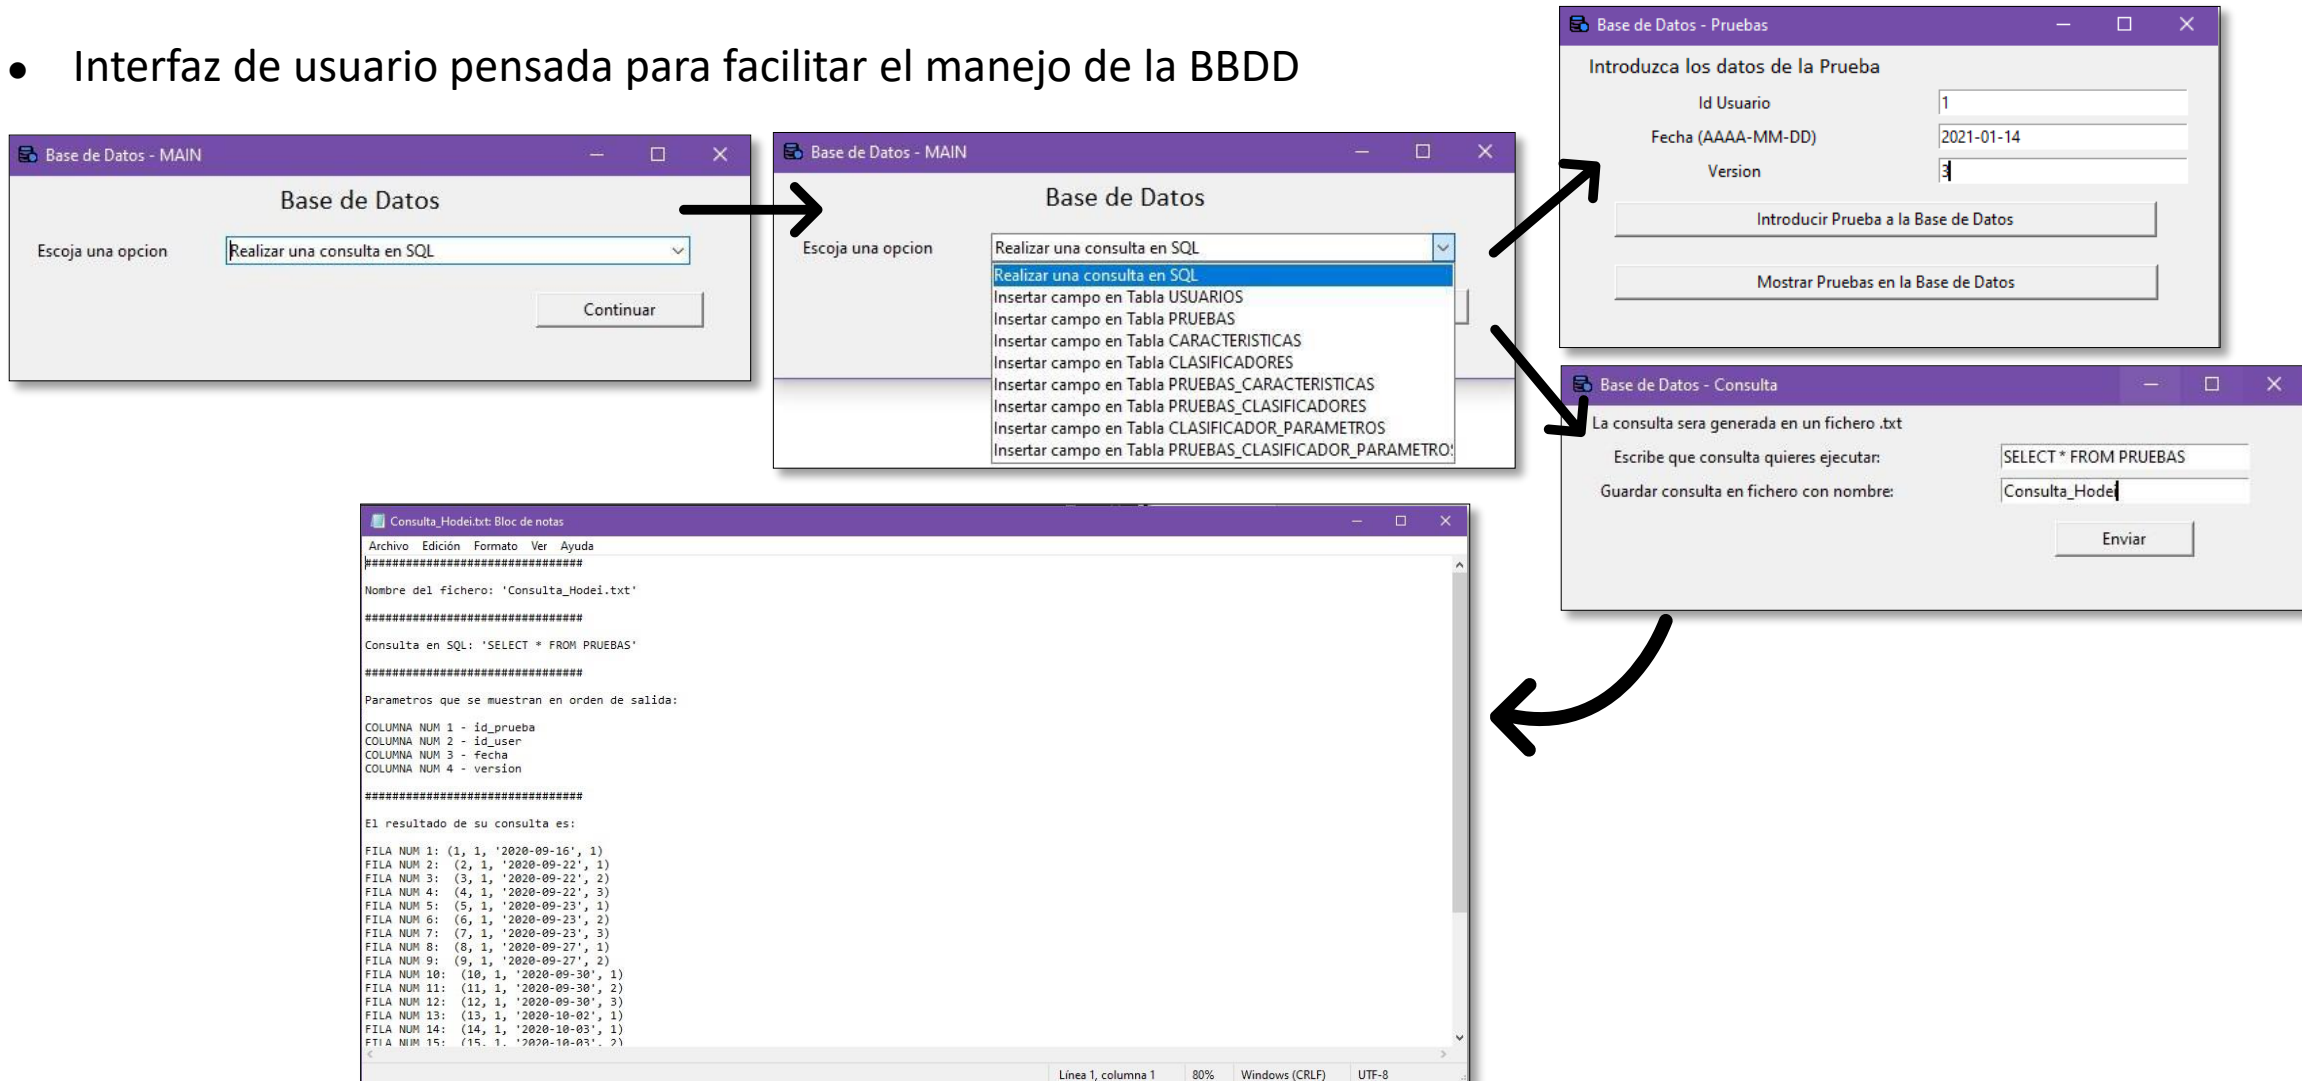 • Interfaz de usuario pensada para facilitar el manejo de la BBDD
Base de Datos - MAIN
Base de Datos
Escoja una opcion
Realizar una consulta en SQL
Continuar
Base de Datos - MAIN
Base de Datos
Escoja una opcion
Realizar una consulta en SQL
Realizar una consulta en SQL
Insertar campo en Tabla USUARIOS
Insertar campo en Tabla PRUEBAS
Insertar campo en Tabla CARACTERISTICAS
Insertar campo en Tabla CLASIFICADORES
Insertar campo en Tabla PRUEBAS_CARACTERISTICAS
Insertar campo en Tabla PRUEBAS_CLASIFICADORES
Insertar campo en Tabla CLASIFICADOR_PARAMETROS
Insertar campo en Tabla PRUEBAS_CLASIFICADOR_PARAMETRO
Base de Datos - Pruebas
Introduzca los datos de la Prueba
Id Usuario 1
Fecha (AAAA-MM-DD) 2021-01-14
Version 3
Introducir Prueba a la Base de Datos
Mostrar Pruebas en la Base de Datos
Base de Datos - Consulta
La consulta sera generada en un fichero .txt
Escribe que consulta quieres ejecutar: SELECT * FROM PRUEBAS
Guardar consulta en fichero con nombre: Consulta_Hodei
Enviar
Consulta_Hodei.txt: Bloc de notas
Archivo Edición Formato Ver Ayuda
################################
Nombre del fichero: 'Consulta_Hodei.txt'
################################
Consulta en SQL: 'SELECT * FROM PRUEBAS'
################################
Parametros que se muestran en orden de salida:
COLUMNA NUM 1 - id_prueba
COLUMNA NUM 2 - id_user
COLUMNA NUM 3 - fecha
COLUMNA NUM 4 - version
################################
El resultado de su consulta es:
FILA NUM 1: (1, 1, '2020-09-16', 1)
FILA NUM 2: (2, 1, '2020-09-22', 1)
FILA NUM 3: (3, 1, '2020-09-22', 2)
FILA NUM 4: (4, 1, '2020-09-22', 3)
FILA NUM 5: (5, 1, '2020-09-23', 1)
FILA NUM 6: (6, 1, '2020-09-23', 2)
FILA NUM 7: (7, 1, '2020-09-23', 3)
FILA NUM 8: (8, 1, '2020-09-27', 1)
FILA NUM 9: (9, 1, '2020-09-27', 2)
FILA NUM 10: (10, 1, '2020-09-30', 1)
FILA NUM 11: (11, 1, '2020-09-30', 2)
FILA NUM 12: (12, 1, '2020-09-30', 3)
FILA NUM 13: (13, 1, '2020-10-02', 1)
FILA NUM 14: (14, 1, '2020-10-03', 1)
FILA NUM 15: (15, 1, '2020-10-03', 2)
Línea 1, columna 1 80% Windows (CRLF) UTF-8